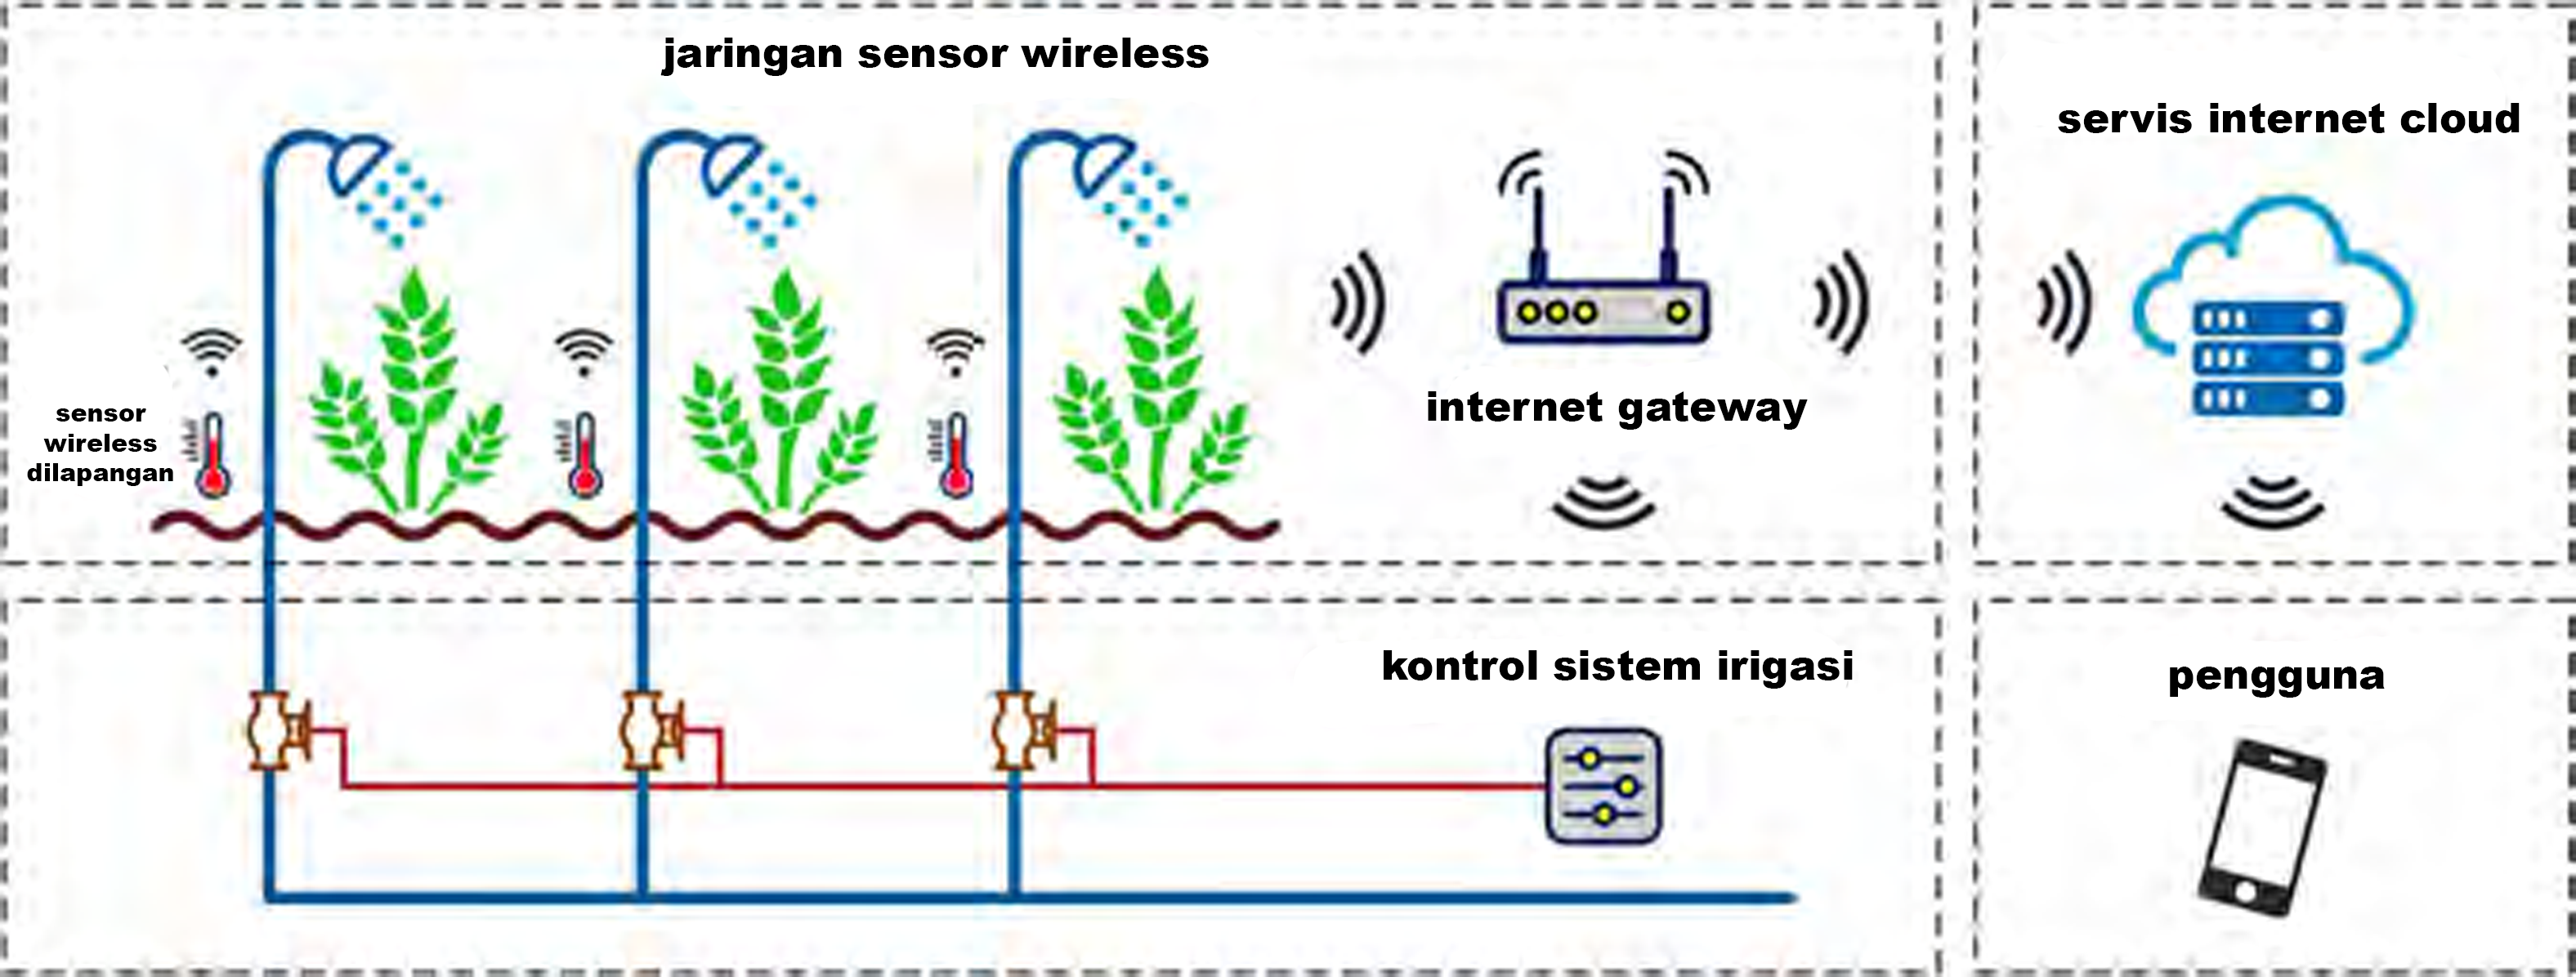 jaringan sensor wireless
servis internet cloud
internet gateway
sensor
wireless
dilapangan
kontrol sistem irigasi
pengguna